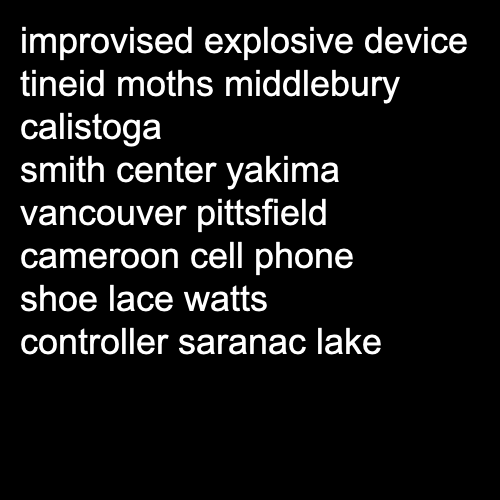 improvised explosive device
tineid moths middlebury
calistoga
smith center yakima
vancouver pittsfield
cameroon cell phone
shoe lace watts
controller saranac lake